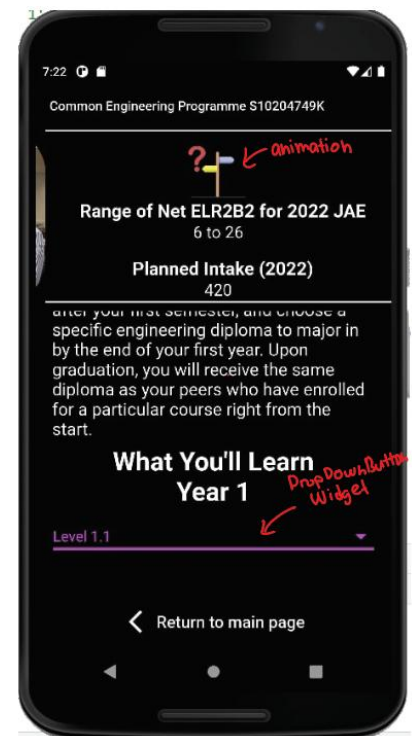 7:22
Common Engineering Programme S10204749K
?
animation
Range of Net ELR2B2 for 2022 JAE
6 to 26
Planned Intake (2022)
420
after your first semester, and choose a
specific engineering diploma to major in
by the end of your first year. Upon
graduation, you will receive the same
diploma as your peers who have enrolled
for a particular course right from the
start.
What You'll Learn
Year 1
DropDownButton
Widget
Level 1.1
Return to main page